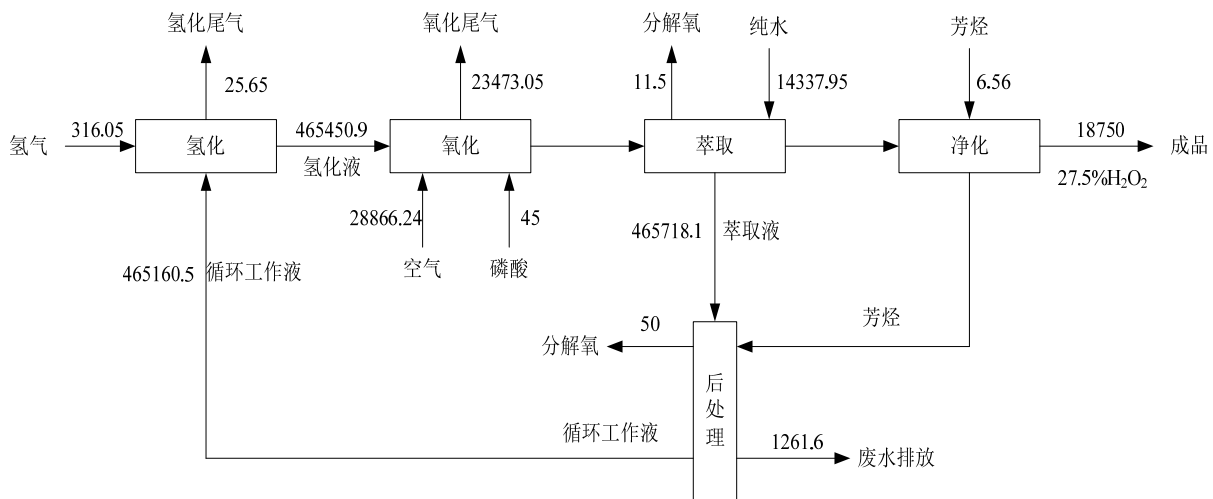 氢化尾气
氧化尾气
分解氧
纯水
芳烃
25.65
23473.05
11.5
14337.95
6.56
氢气
316.05
氢化
465450.9
氢化液
氧化
萃取
净化
18750
27.5%H₂O₂
成品
28866.24
45
空气
磷酸
465718.1
萃取液
465160.5
循环工作液
芳烃
分解氧
50
后处理
循环工作液
1261.6
废水排放